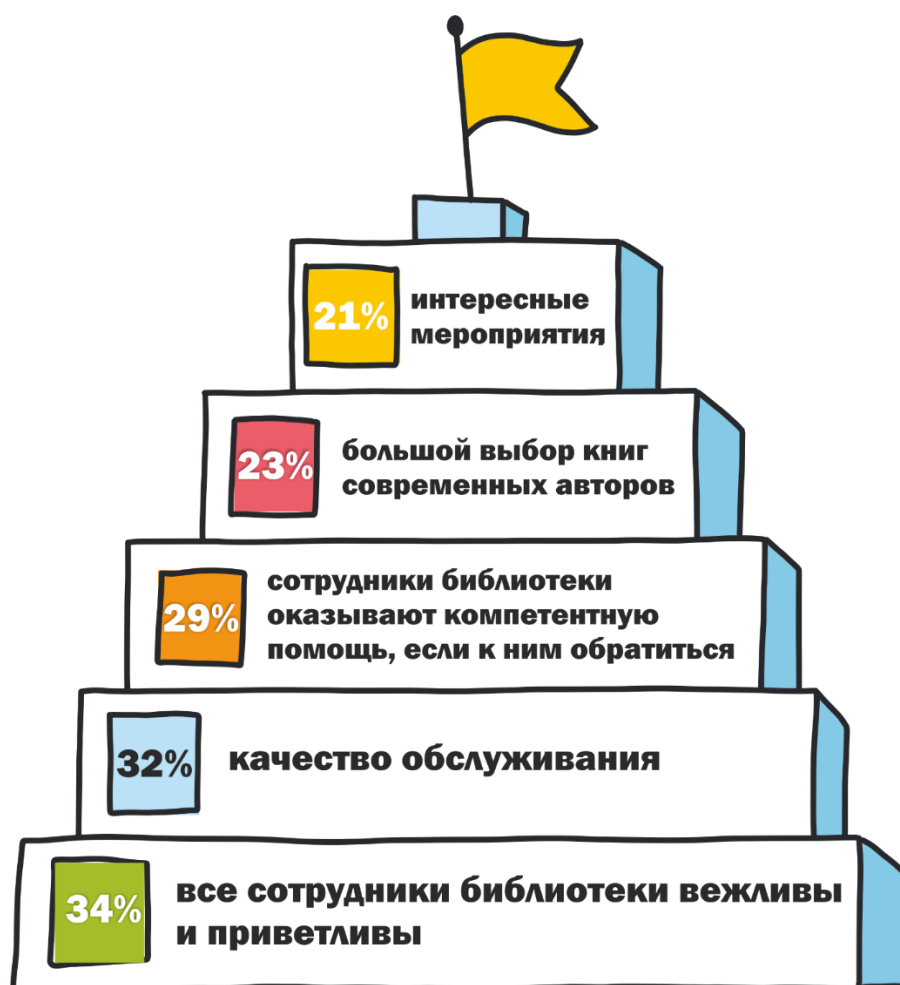 21%
интересные
мероприятия
23%
большой выбор книг
современных авторов
29%
сотрудники библиотеки
оказывают компетентную
помощь, если к ним обратиться
32%
качество обслуживания
34%
все сотрудники библиотеки вежливы
и приветливы